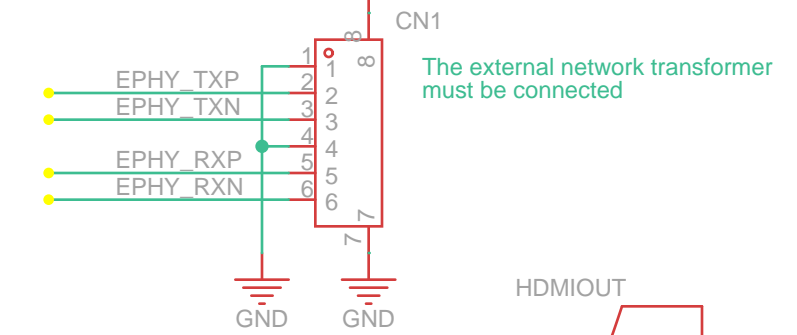 CN1
8
8
The external network transformer
must be connected
1
1
EPHY_TXP
2
2
EPHY_TXN
3
3
4
4
EPHY_RXP
5
5
EPHY_RXN
6
6
7
7
HDMIOUT
GND
GND